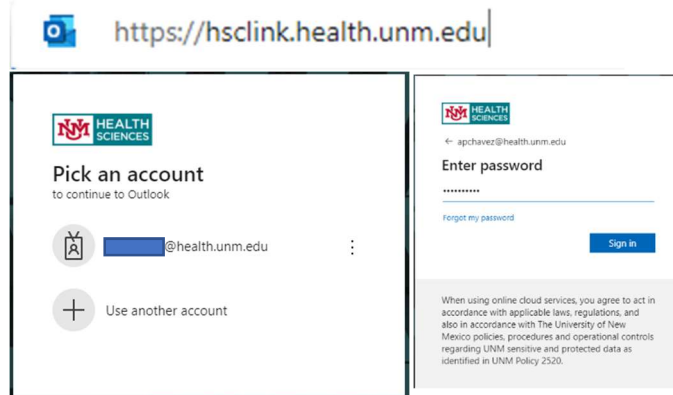 https://hsclink.health.unm.edu
UNM HEALTH
SCIENCES
Pick an account
to continue to Outlook
@health.unm.edu
Use another account
UNM HEALTH
SCIENCES
← apchavez@health.unm.edu
Enter password
••••••••••
Forgot my password
Sign in
When using online cloud services, you agree to act in
accordance with applicable laws, regulations, and
also in accordance with The University of New
Mexico policies, procedures and operational controls
regarding UNM sensitive and protected data as
identified in UNM Policy 2520.